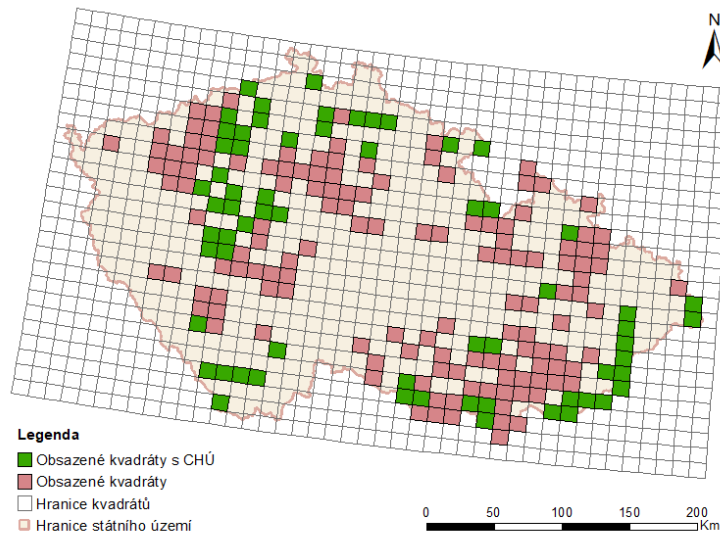 N
Legenda
Obsazené kvadráty s CHÚ
Obsazené kvadráty
Hranice kvadrátů
Hranice státního území
0 50 100 150 200
Km